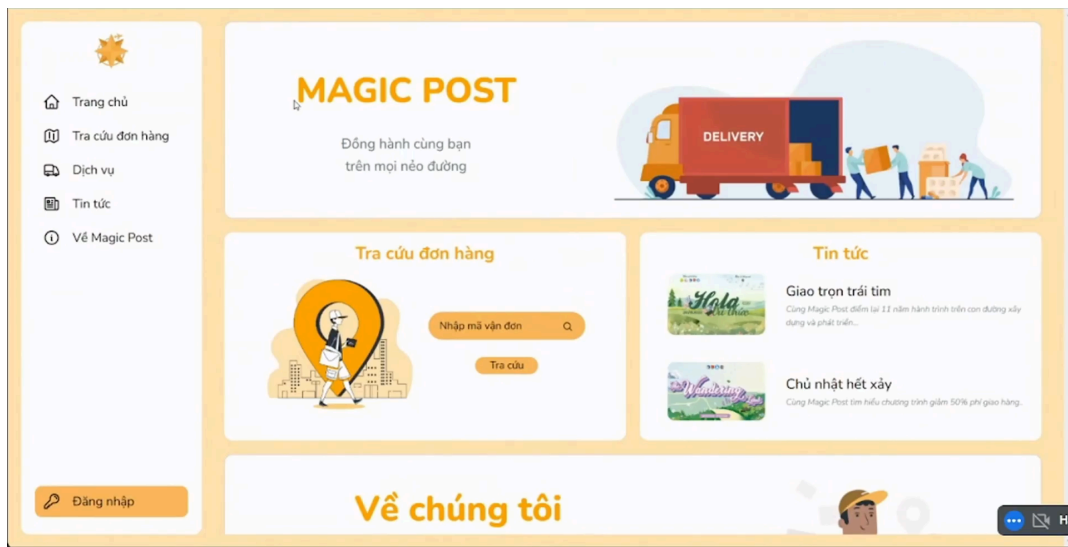 Trang chủ
Tra cứu đơn hàng
Dịch vụ
Tin tức
Về Magic Post
Đăng nhập
MAGIC POST
Đồng hành cùng bạn
trên mọi nẻo đường
DELIVERY
Tra cứu đơn hàng
Nhập mã vận đơn
Tra cứu
Tin tức
Hola
Giao trọn trái tim
Cùng Magic Post điểm lại 11 năm hành trình trên con đường xây
dựng và phát triển...
Wandering
Chủ nhật hết xảy
Cùng Magic Post tìm hiểu chương trình giảm 50% phí giao hàng.
Về chúng tôi
H